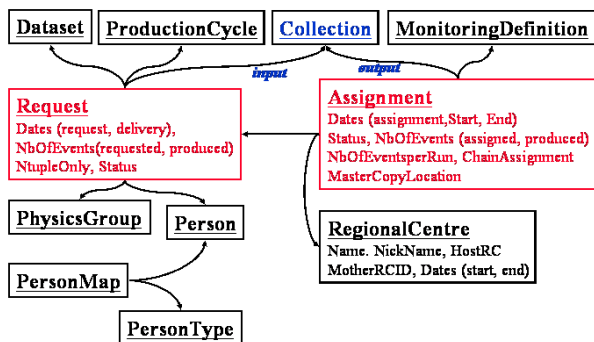 Dataset
ProductionCycle
Collection
MonitoringDefinition
input
output
Request
Dates (request, delivery),
NbOfEvents(requested, produced)
NtupleOnly, Status
Assignment
Dates (assignment,Start, End)
Status, NbOfEvents (assigned, produced)
NbOfEventsperRun, ChainAssignment
MasterCopyLocation
PhysicsGroup
Person
RegionalCentre
Name. NickName, HostRC
MotherRCID, Dates (start, end)
PersonMap
PersonType